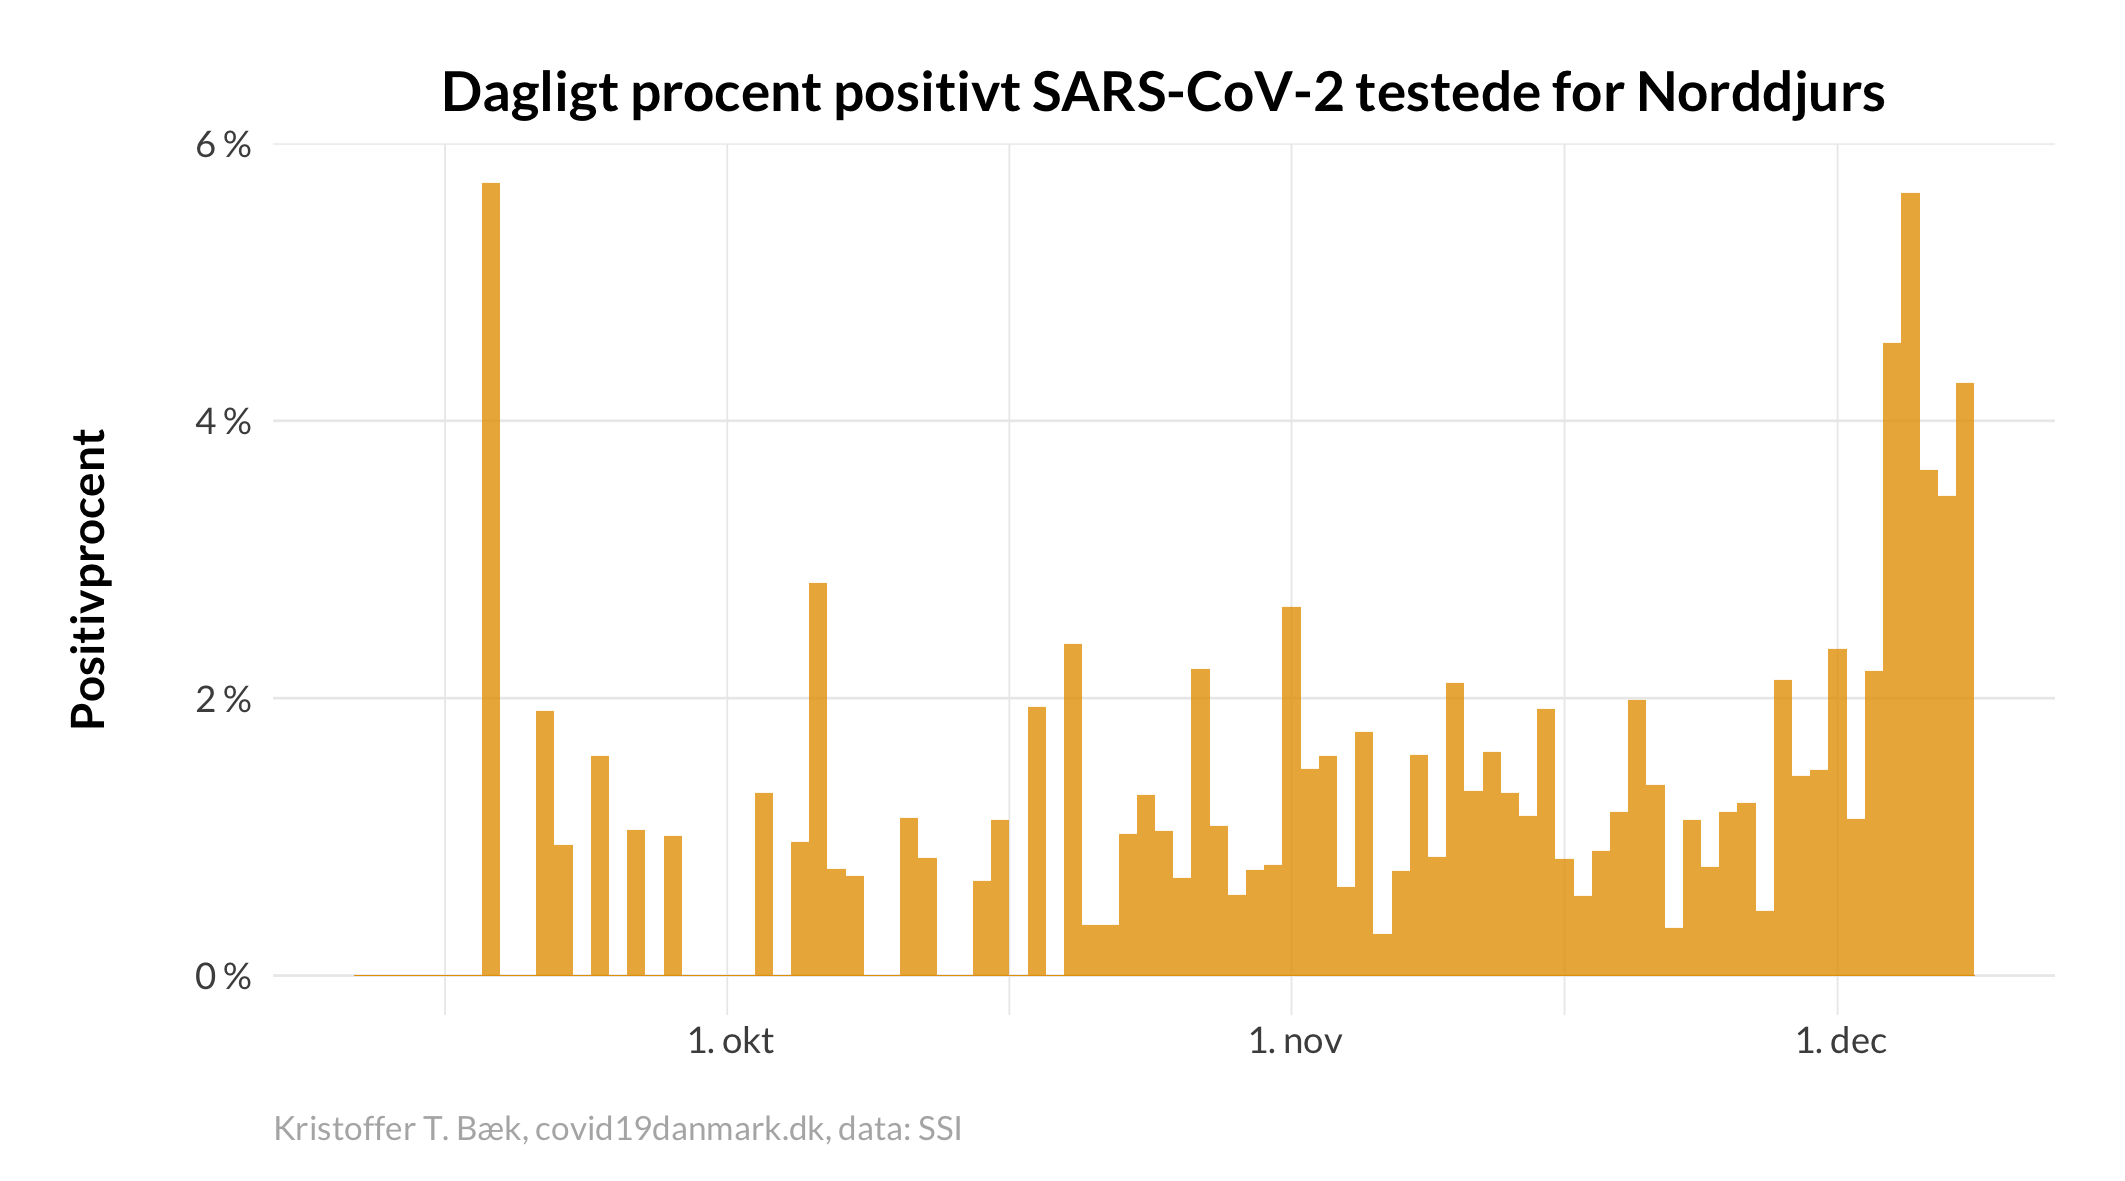 Dagligt procent positivt SARS-CoV-2 testede for Norddjurs
6 %
4 %
2 %
0 %
Positivprocent
1. okt
1. nov
1. dec
Kristoffer T. Bæk, covid19danmark.dk, data: SSI